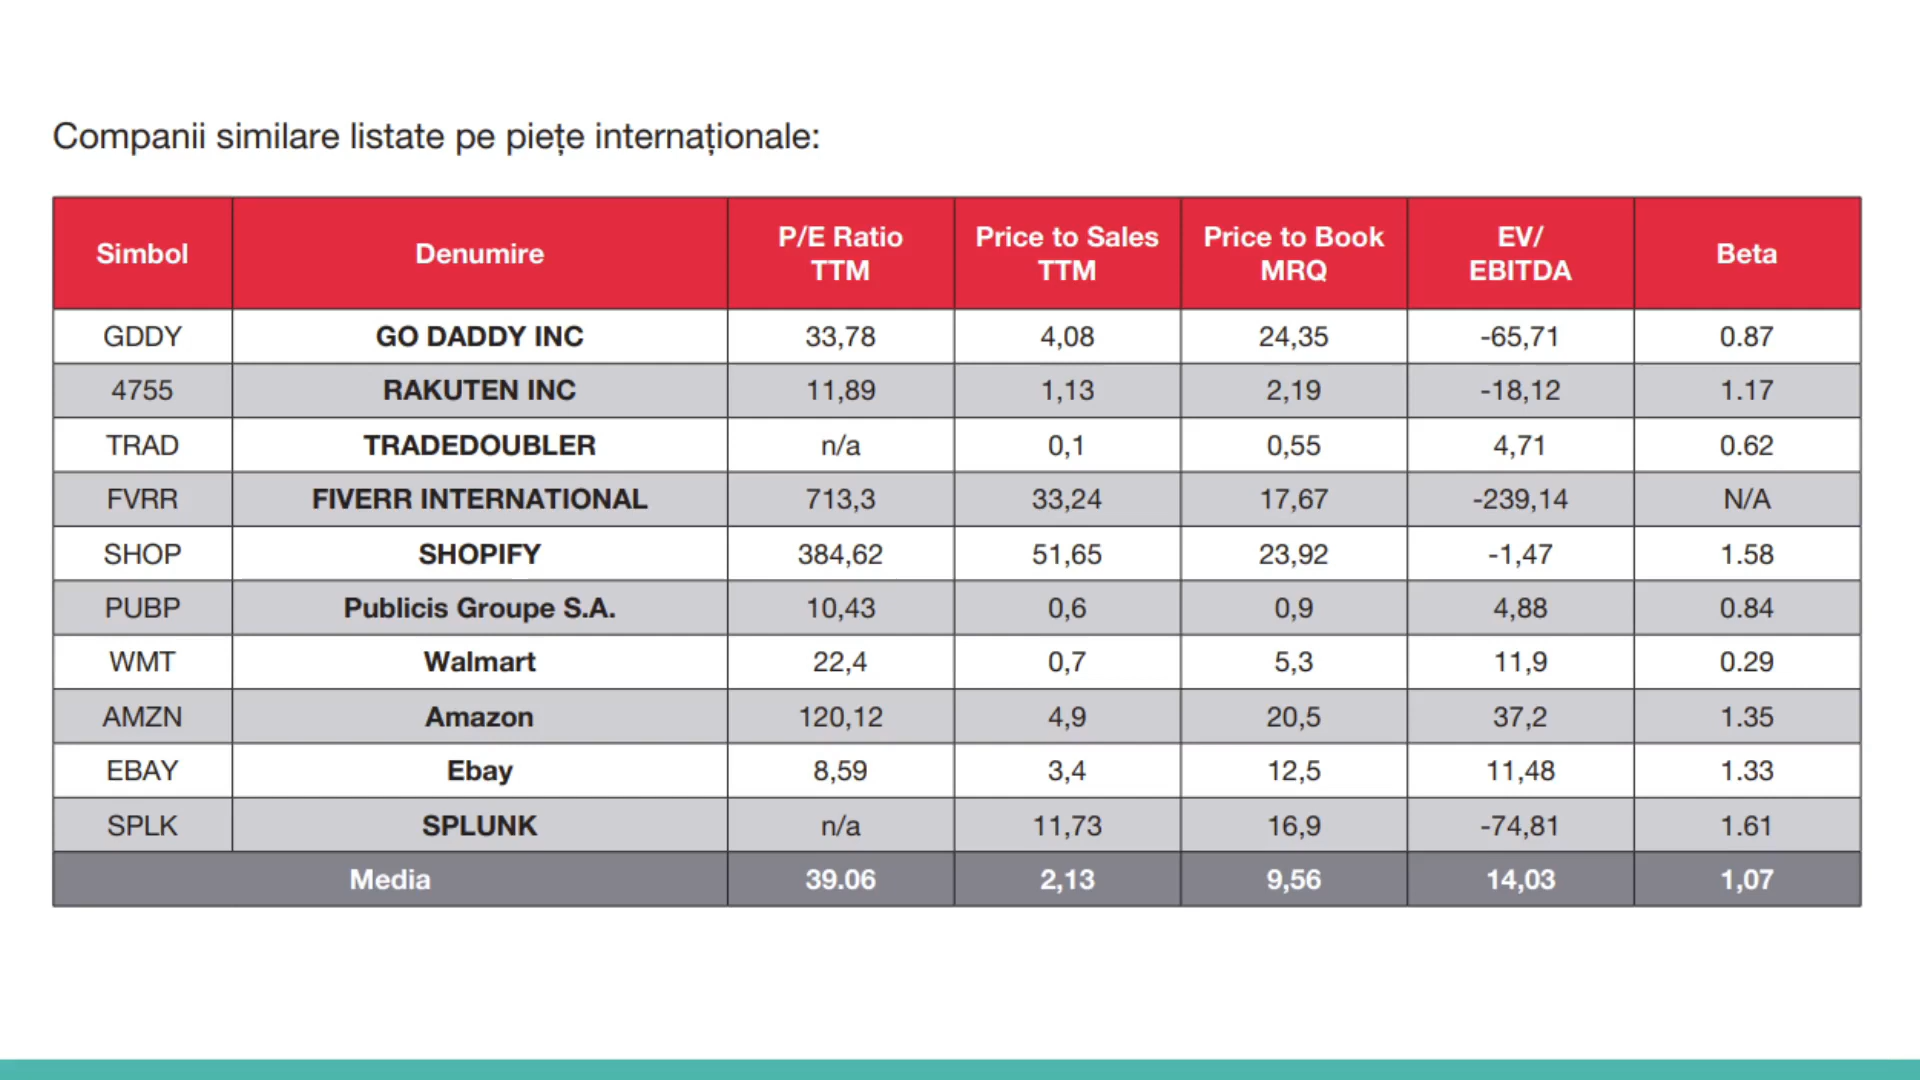 Companii similare listate pe piețe internaționale:
Simbol Denumire P/E Ratio TTM Price to Sales TTM Price to Book MRQ EV/ EBITDA Beta
GDDY GO DADDY INC 33,78 4,08 24,35 -65,71 0.87
4755 RAKUTEN INC 11,89 1,13 2,19 -18,12 1.17
TRAD TRADEDOUBLER n/a 0,1 0,55 4,71 0.62
FVRR FIVERR INTERNATIONAL 713,3 33,24 17,67 -239,14 N/A
SHOP SHOPIFY 384,62 51,65 23,92 -1,47 1.58
PUBP Publicis Groupe S.A. 10,43 0,6 0,9 4,88 0.84
WMT Walmart 22,4 0,7 5,3 11,9 0.29
AMZN Amazon 120,12 4,9 20,5 37,2 1.35
EBAY Ebay 8,59 3,4 12,5 11,48 1.33
SPLK SPLUNK n/a 11,73 16,9 -74,81 1.61
Media 39.06 2,13 9,56 14,03 1,07